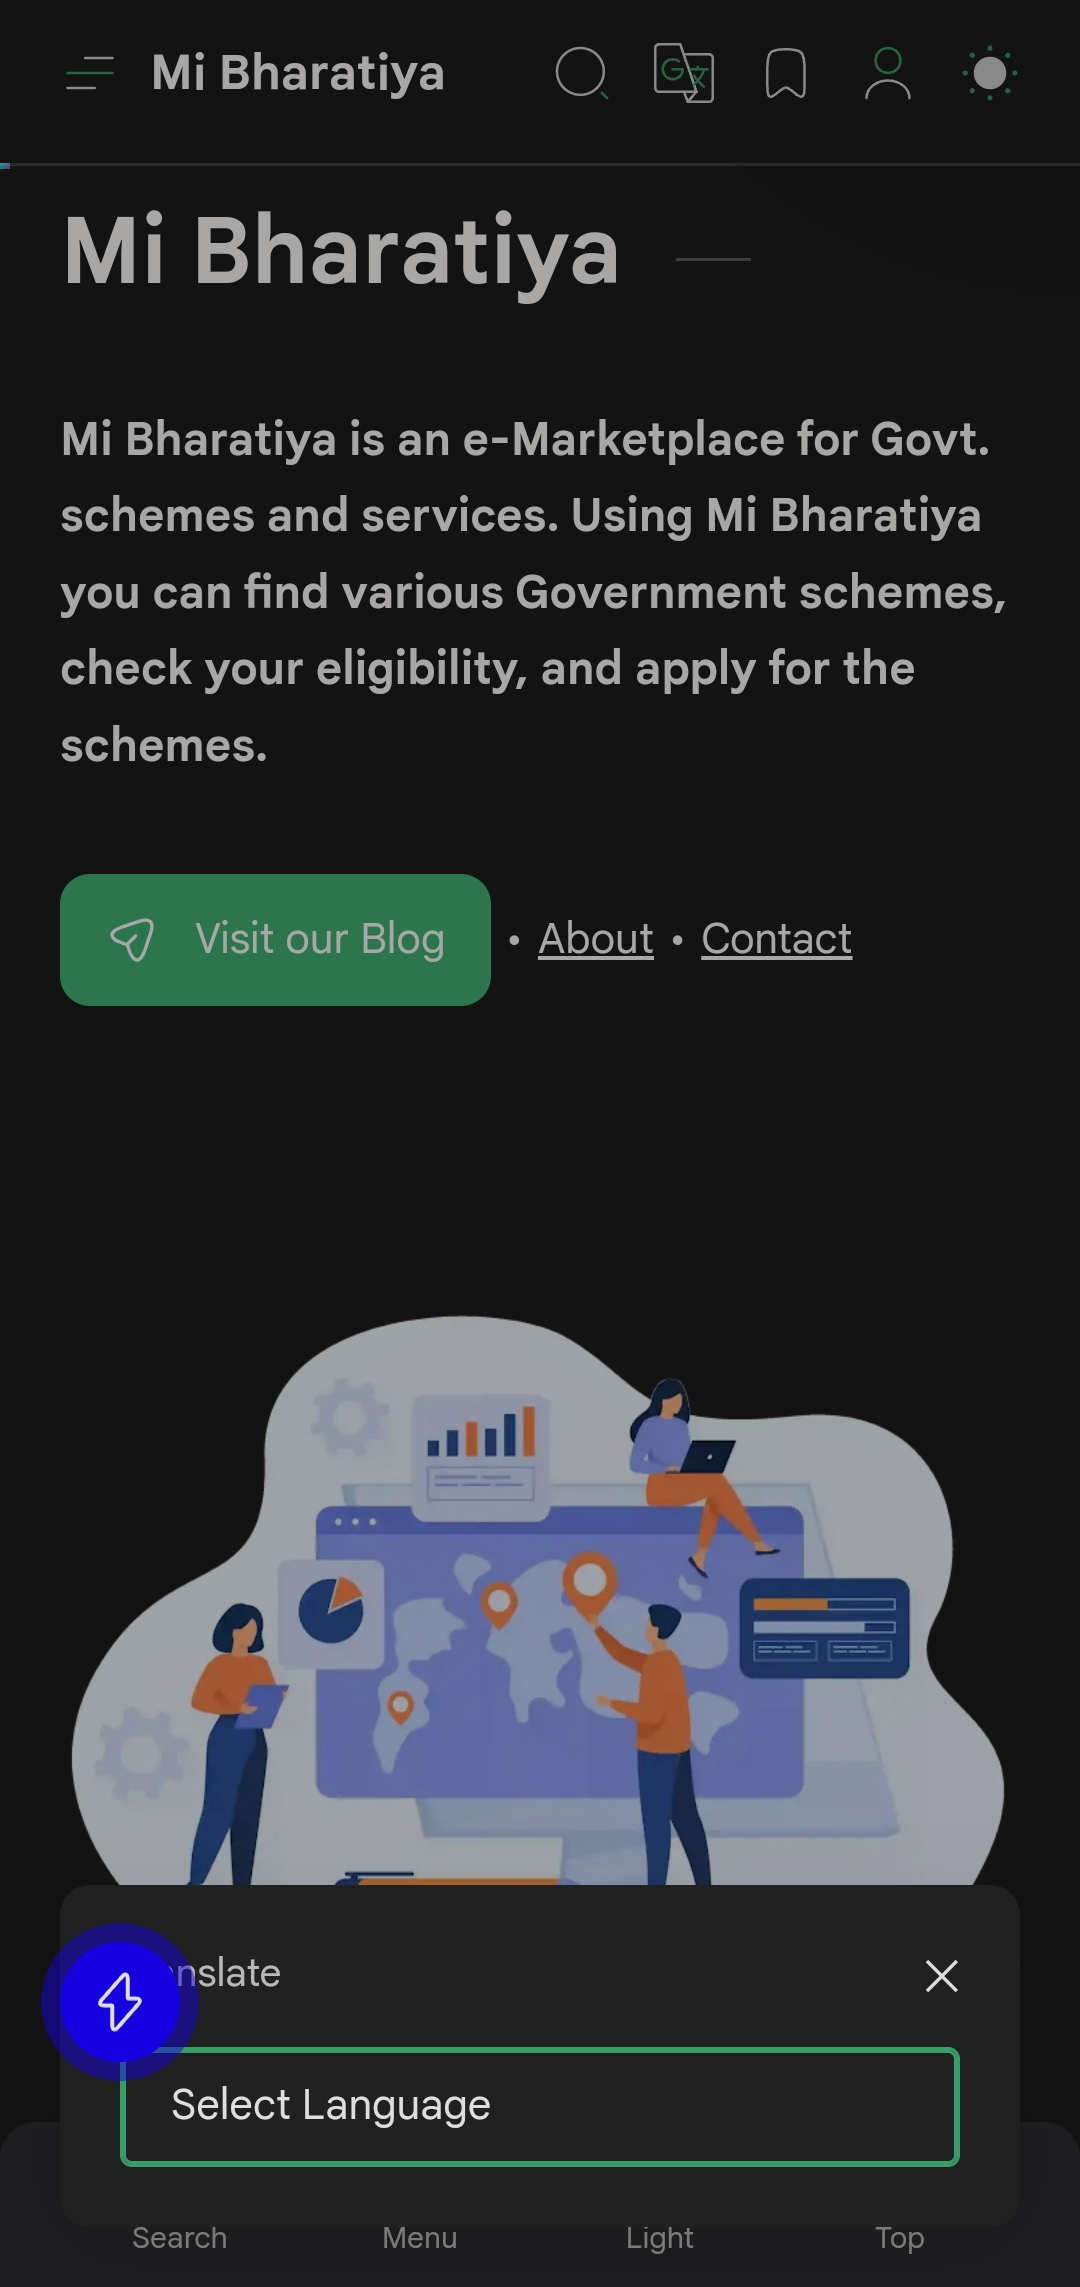 Mi Bharatiya
Mi Bharatiya
Mi Bharatiya is an e-Marketplace for Govt.
schemes and services. Using Mi Bharatiya
you can find various Government schemes,
check your eligibility, and apply for the
schemes.
Visit our Blog • About • Contact
nslate
Select Language
Search Menu Light Top